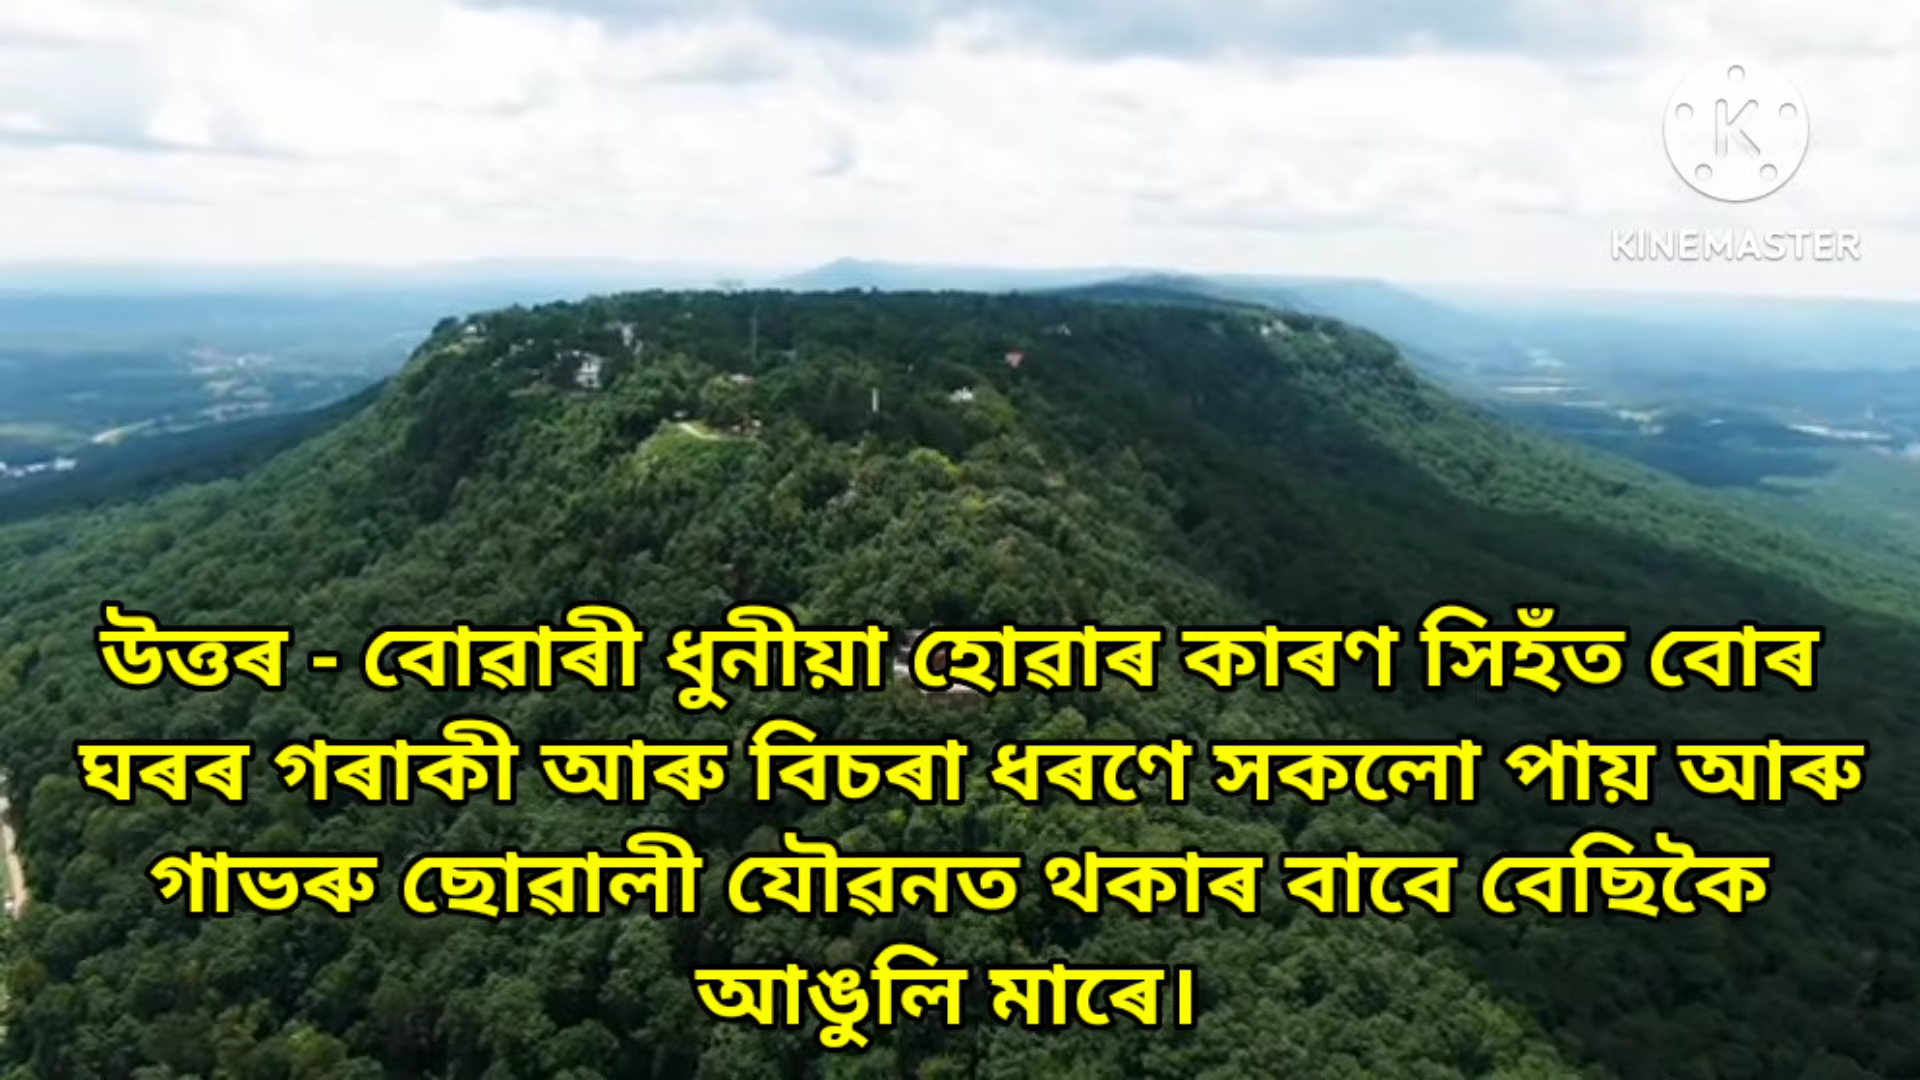 KINEMASTER
উত্তৰ - বোৱাৰী ধুনীয়া হোৱাৰ কাৰণ সিহঁত বোৰ
ঘৰৰ গৰাকী আৰু বিচৰা ধৰণে সকলো পায় আৰু
গাভৰু ছোৱালী যৌৱনত থকাৰ বাবে বেছিকৈ
আঙুলি মাৰে।